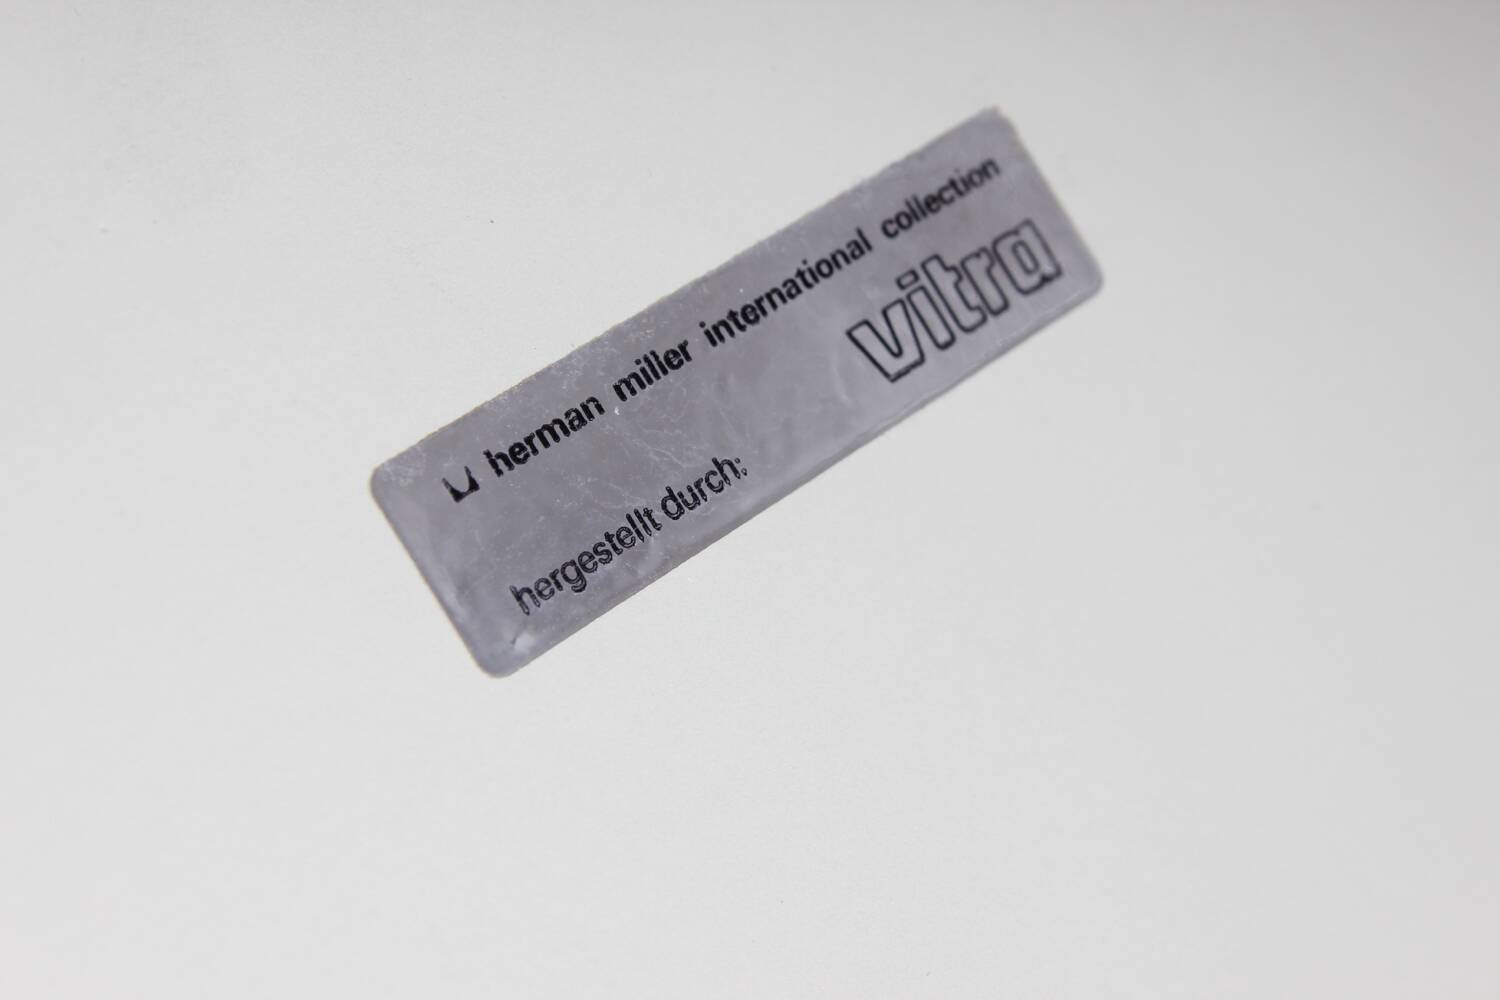 herman miller international collection
hergestellt durch: vitra